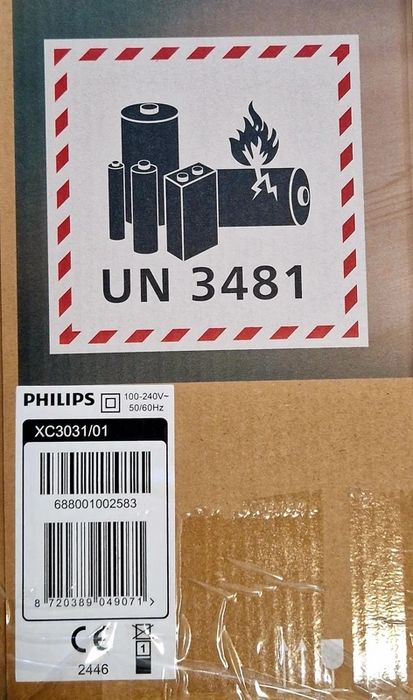 UN 3481
PHILIPS 100-240V~
50/60Hz
XC3031/01
688001002583
8 720389 049071 >
CE 1
2446